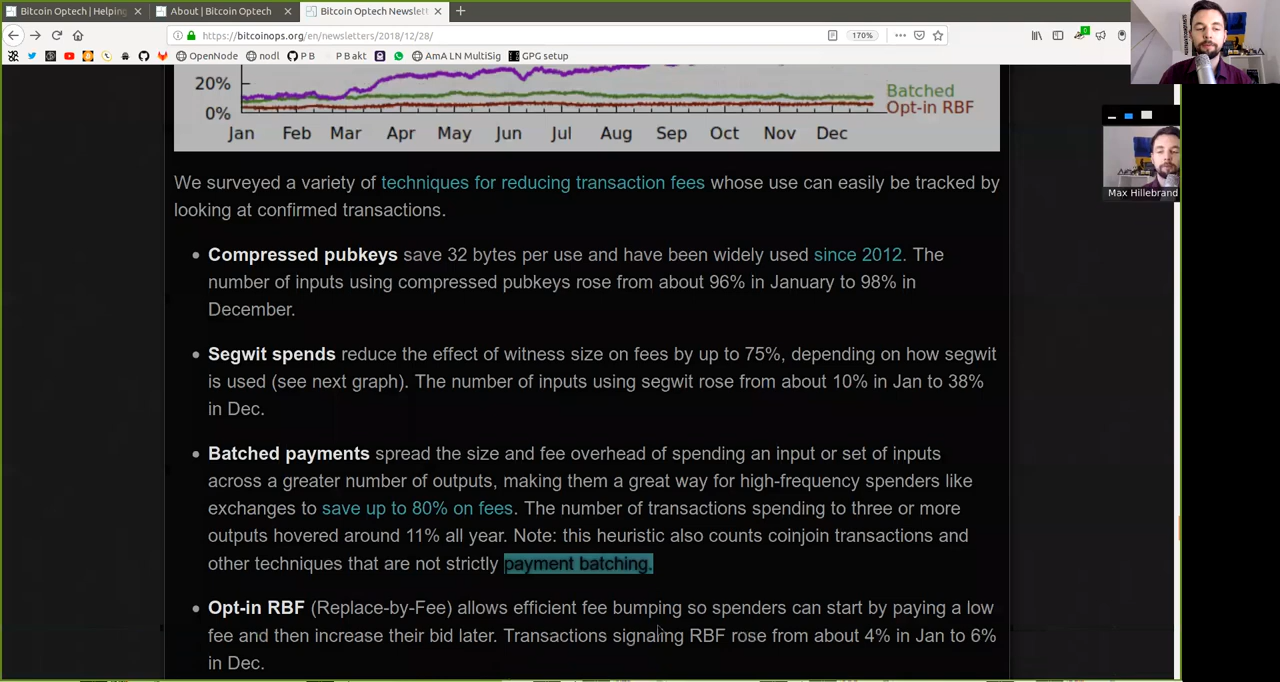 Bitcoin Optech | Helping
About | Bitcoin Optech
Bitcoin Optech Newslett
https://bitcoinops.org/en/newsletters/2018/12/28/
170%
OpenNode
nodl
P B
P B akt
AmA LN MultiSig
GPG setup
Max Hillebrand
20%
0%
Batched
Opt-in RBF
Jan Feb Mar Apr May Jun Jul Aug Sep Oct Nov Dec
We surveyed a variety of techniques for reducing transaction fees whose use can easily be tracked by
looking at confirmed transactions.
• Compressed pubkeys save 32 bytes per use and have been widely used since 2012. The
number of inputs using compressed pubkeys rose from about 96% in January to 98% in
December.
• Segwit spends reduce the effect of witness size on fees by up to 75%, depending on how segwit
is used (see next graph). The number of inputs using segwit rose from about 10% in Jan to 38%
in Dec.
• Batched payments spread the size and fee overhead of spending an input or set of inputs
across a greater number of outputs, making them a great way for high-frequency spenders like
exchanges to save up to 80% on fees. The number of transactions spending to three or more
outputs hovered around 11% all year. Note: this heuristic also counts coinjoin transactions and
other techniques that are not strictly payment batching.
• Opt-in RBF (Replace-by-Fee) allows efficient fee bumping so spenders can start by paying a low
fee and then increase their bid later. Transactions signaling RBF rose from about 4% in Jan to 6%
in Dec.